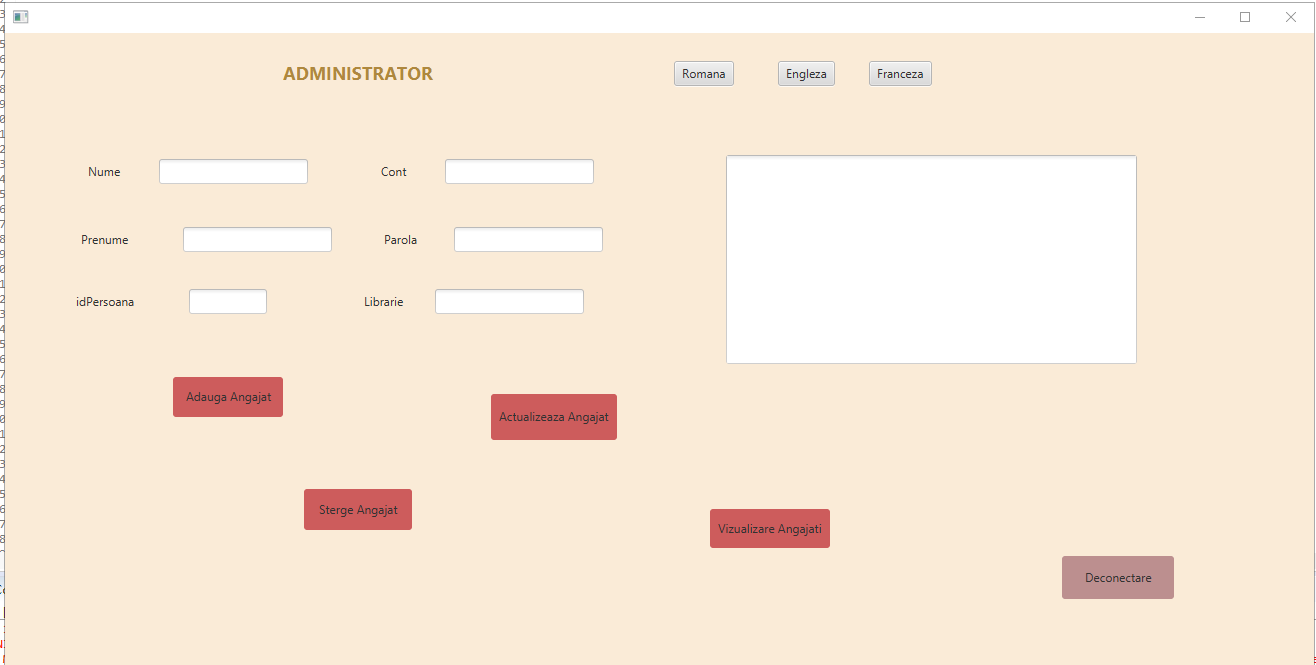 ADMINISTRATOR
Romana Engleza Franceza
Nume Cont
Prenume Parola
idPersoana Librarie
Adauga Angajat
Actualizeaza Angajat
Sterge Angajat
Vizualizare Angajati
Deconectare